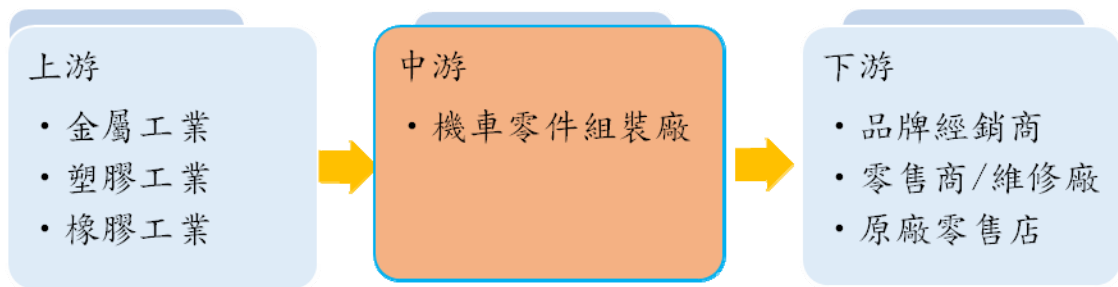 上游
・金屬工業
・塑膠工業
・橡膠工業
中游
・機車零件組裝廠
下游
・品牌經銷商
・零售商/維修廠
・原廠零售店